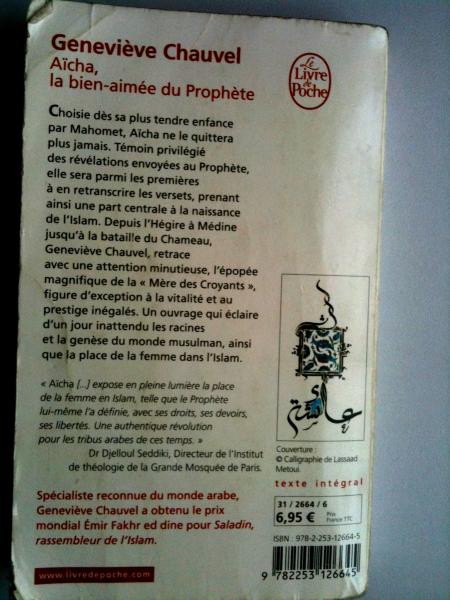 Geneviève Chauvel
Aïcha,
la bien-aimée du Prophète
Le
Livre
de
Poche
Choisie dès sa plus tendre enfance
par Mahomet, Aïcha ne le quittera
plus jamais. Témoin privilégié
des révélations envoyées au Prophète,
elle sera parmi les premières
à en retranscrire les versets, prenant
ainsi une part centrale à la naissance
de l'Islam. Depuis l'Hégire à Médine
jusqu'à la bataille du Chameau,
Geneviève Chauvel, retrace
avec une attention minutieuse, l'épopée
magnifique de la « Mère des Croyants »,
figure d'exception à la vitalité et au
prestige inégalés. Un ouvrage qui éclaire
d'un jour inattendu les racines
et la genèse du monde musulman, ainsi
que la place de la femme dans l'Islam.
« Aïcha [...] expose en pleine lumière la place
de la femme en Islam, telle que le Prophète
lui-même l'a définie, avec ses droits, ses devoirs,
ses libertés. Une authentique révolution
pour les tribus arabes de ces temps. »
Dr Djelloul Seddiki, Directeur de l'Institut
de théologie de la Grande Mosquée de Paris.
Spécialiste reconnue du monde arabe,
Geneviève Chauvel a obtenu le prix
mondial Émir Fakhr ed dine pour Saladin,
rassembleur de l'Islam.
www.livredepoche.com
عائشة
Couverture :
© Calligraphie de Lassaad
Metoui.
texte intégral
31 / 2664 / 6
6,95 € Prix
France TTC
ISBN : 978-2-253-12664-5
9 782253 126645